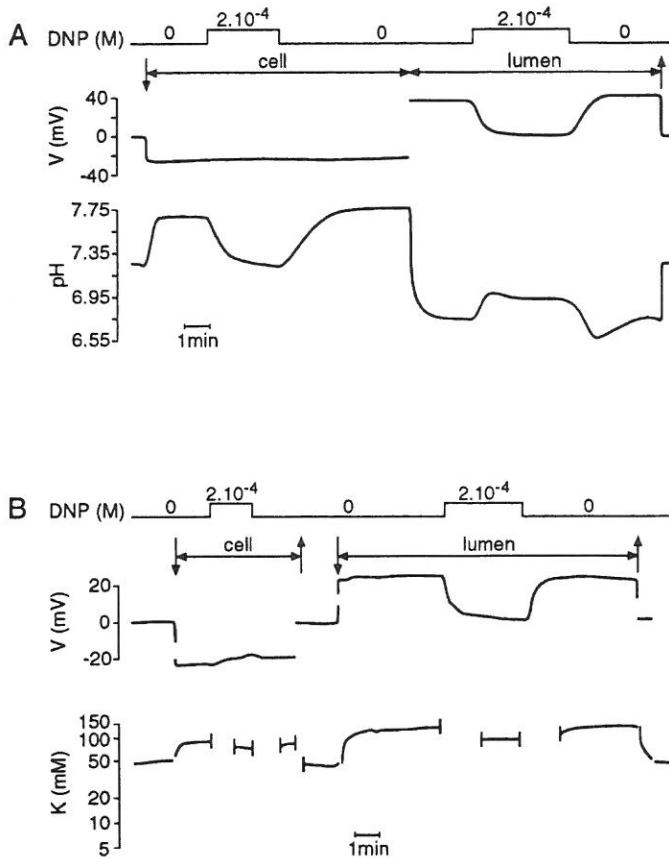 A
DNP (M) 0 2.10-4 0 2.10-4 0
cell lumen
V (mV)
40
0
-40
pH
7.75
7.35
6.95
6.55
1min
B
DNP (M) 0 2.10-4 0 2.10-4 0
cell lumen
V (mV)
20
0
-20
K (mM)
150
100
50
20
10
5
1min